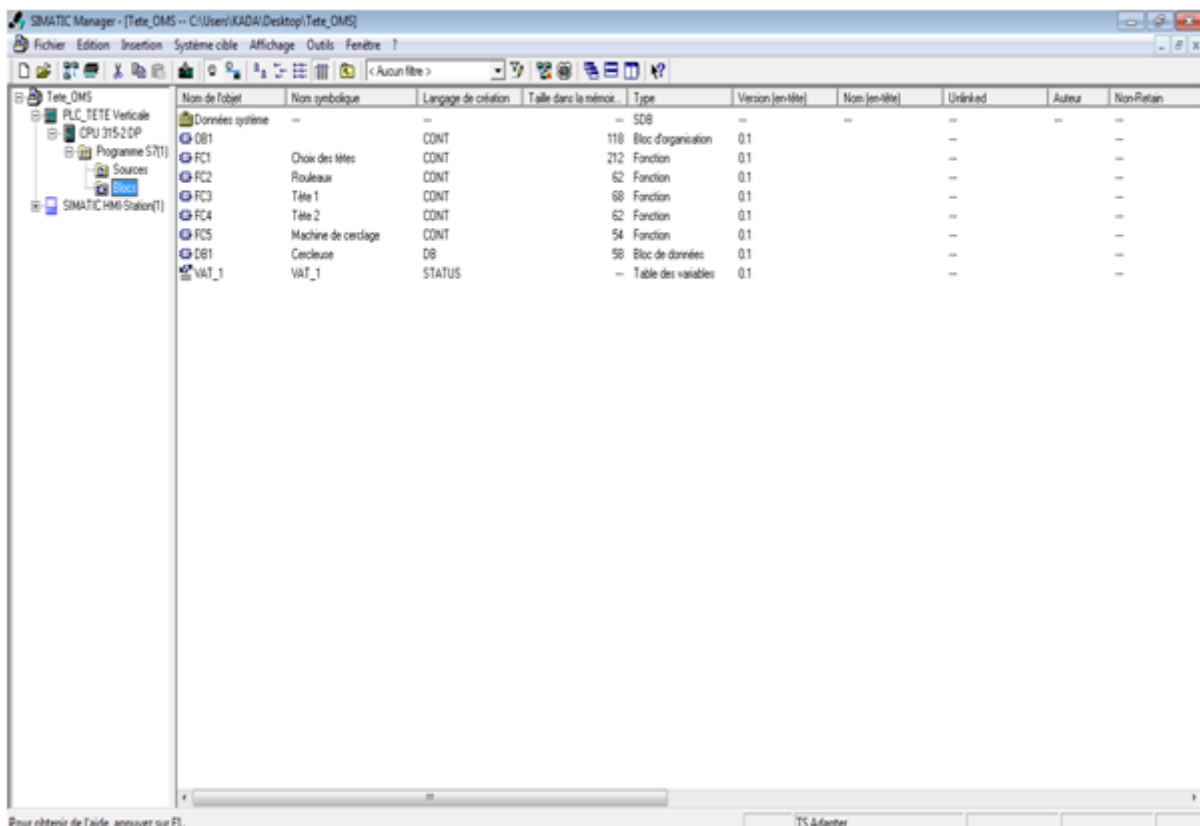 SIMATIC Manager - [Tete_OMS -- C:\Users\KADA\Desktop\Tete_OMS]
Fichier Edition Insertion Système cible Affichage Outils Fenêtre ?
< Aucun filtre >
Tete_OMS
PLC_TETE Verticale
CPU 315-2 DP
Programme S7(1)
Sources
Blocs
SIMATIC HMI-Station(1)
Nom de l'objet Nom symbolique Langage de création Taille dans la mémoir... Type Version (en-tête) Nom (en-tête) Unlinked Auteur Non-Retain
Données système --- --- --- SDB --- --- --- ---
OB1 CONT 118 Bloc d'organisation 0.1 --- ---
FC1 Choix des têtes CONT 212 Fonction 0.1 --- ---
FC2 Rouleaux CONT 62 Fonction 0.1 --- ---
FC3 Tête 1 CONT 68 Fonction 0.1 --- ---
FC4 Tête 2 CONT 62 Fonction 0.1 --- ---
FC5 Machine de cerclage CONT 54 Fonction 0.1 --- ---
DB1 Cercleuse DB 58 Bloc de données 0.1 --- ---
VAT_1 VAT_1 STATUS --- Table des variables 0.1 --- ---
Pour obtenir de l'aide, appuyez sur F1.
TS Adapter